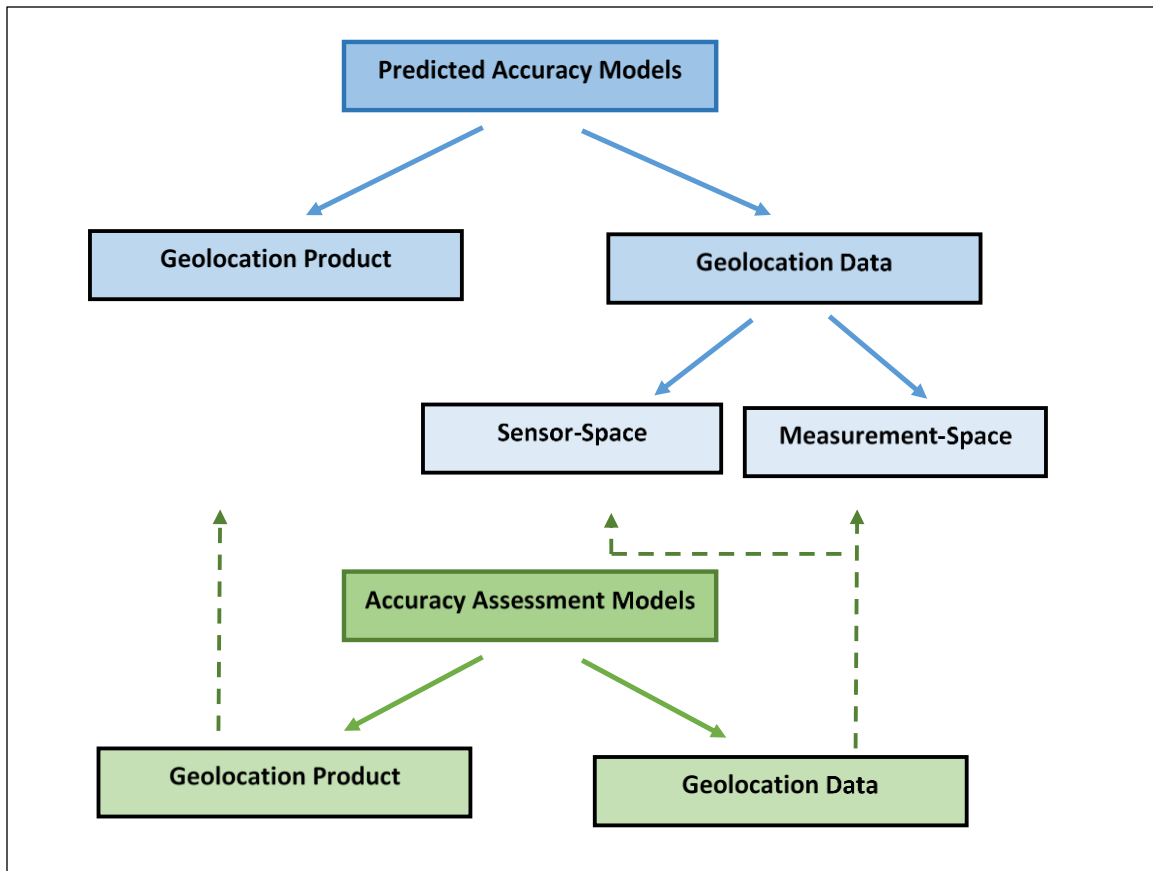 Predicted Accuracy Models
Geolocation Product
Geolocation Data
Sensor-Space
Measurement-Space
Accuracy Assessment Models
Geolocation Product
Geolocation Data